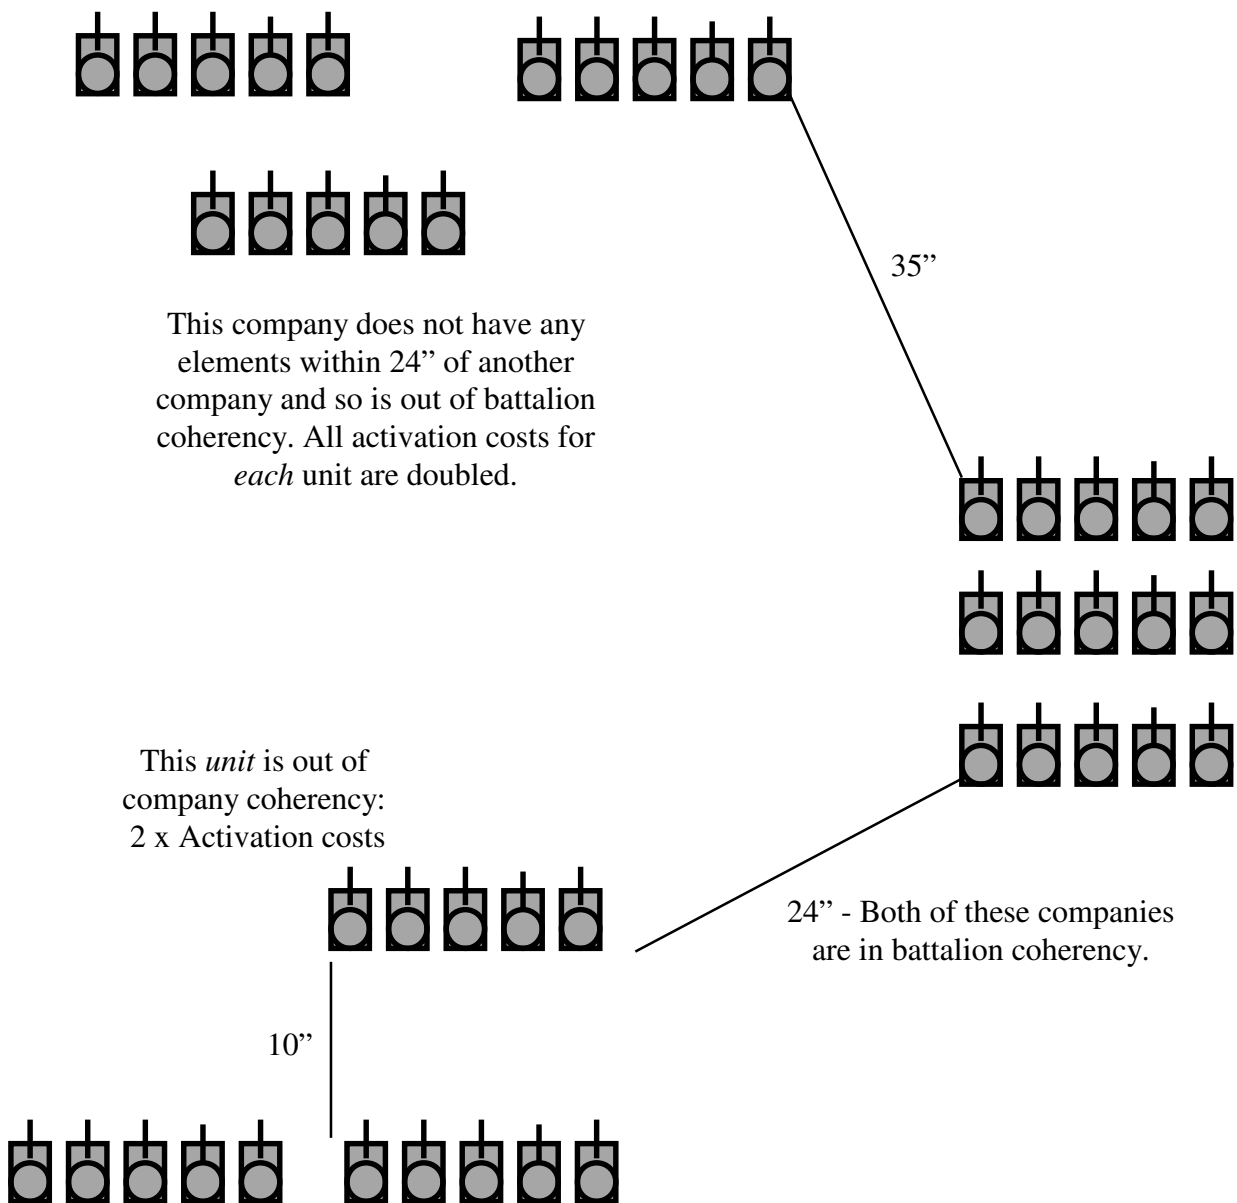 35”
This company does not have any
elements within 24” of another
company and so is out of battalion
coherency. All activation costs for
each unit are doubled.
This unit is out of
company coherency:
2 x Activation costs
24” - Both of these companies
are in battalion coherency.
10”